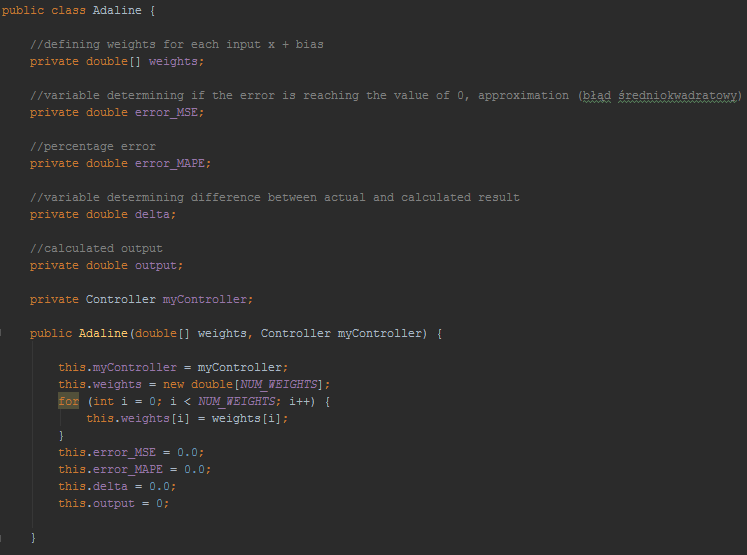 public class Adaline {
//defining weights for each input x + bias
private double[] weights;
//variable determining if the error is reaching the value of 0, approximation (błąd średniokwadratowy)
private double error_MSE;
//percentage error
private double error_MAPE;
//variable determining difference between actual and calculated result
private double delta;
//calculated output
private double output;
private Controller myController;
public Adaline(double[] weights, Controller myController) {
this.myController = myController;
this.weights = new double[NUM_WEIGHTS];
for (int i = 0; i < NUM_WEIGHTS; i++) {
this.weights[i] = weights[i];
}
this.error_MSE = 0.0;
this.error_MAPE = 0.0;
this.delta = 0.0;
this.output = 0;
}